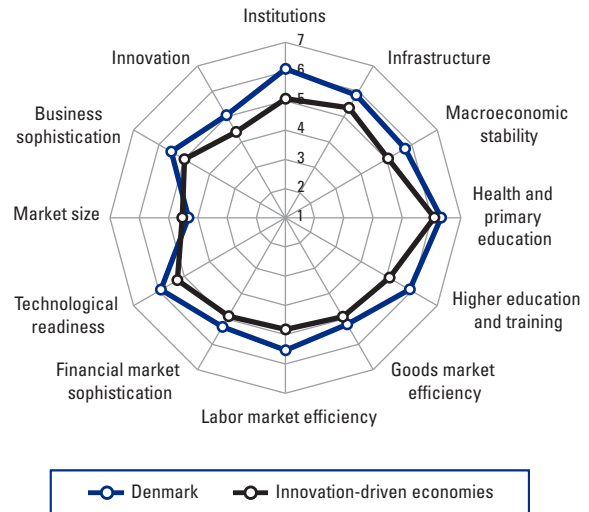 Institutions
7
6
5
4
3
2
1
Innovation
Infrastructure
Business
sophistication
Macroeconomic
stability
Market size
Health and
primary
education
Technological
readiness
Higher education
and training
Financial market
sophistication
Goods market
efficiency
Labor market efficiency
Denmark
Innovation-driven economies